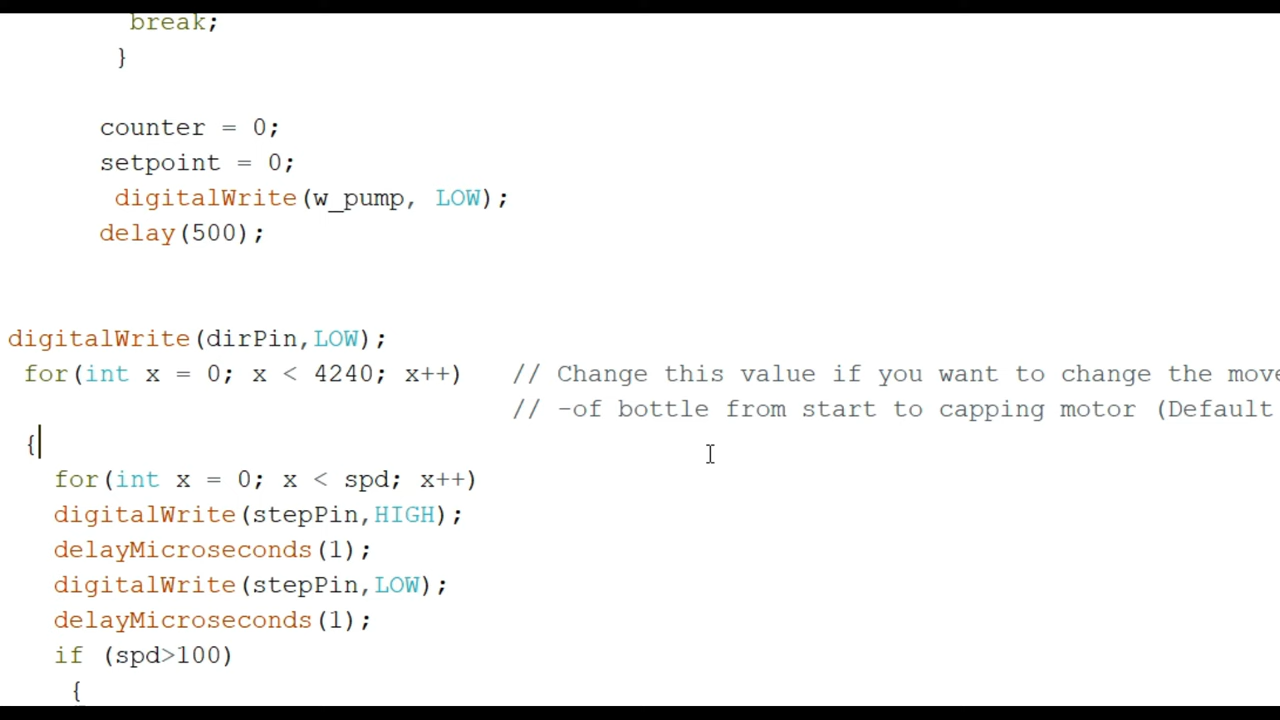 break;
}
counter = 0;
setpoint = 0;
digitalWrite(w_pump, LOW);
delay(500);
digitalWrite(dirPin,LOW);
for(int x = 0; x < 4240; x++) // Change this value if you want to change the move
// -of bottle from start to capping motor (Default
{
for(int x = 0; x < spd; x++)
digitalWrite(stepPin,HIGH);
delayMicroseconds(1);
digitalWrite(stepPin,LOW);
delayMicroseconds(1);
if (spd>100)
{